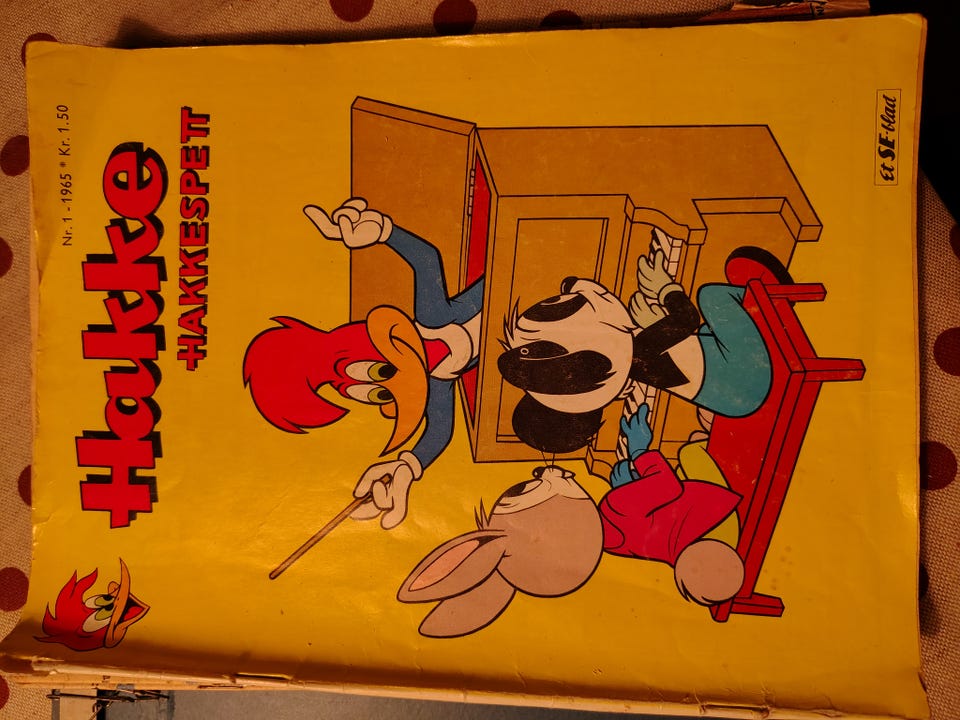 Nr. 1 - 1965 * Kr. 1.50
Hakke
HAKKESPETT
Et SE-blad